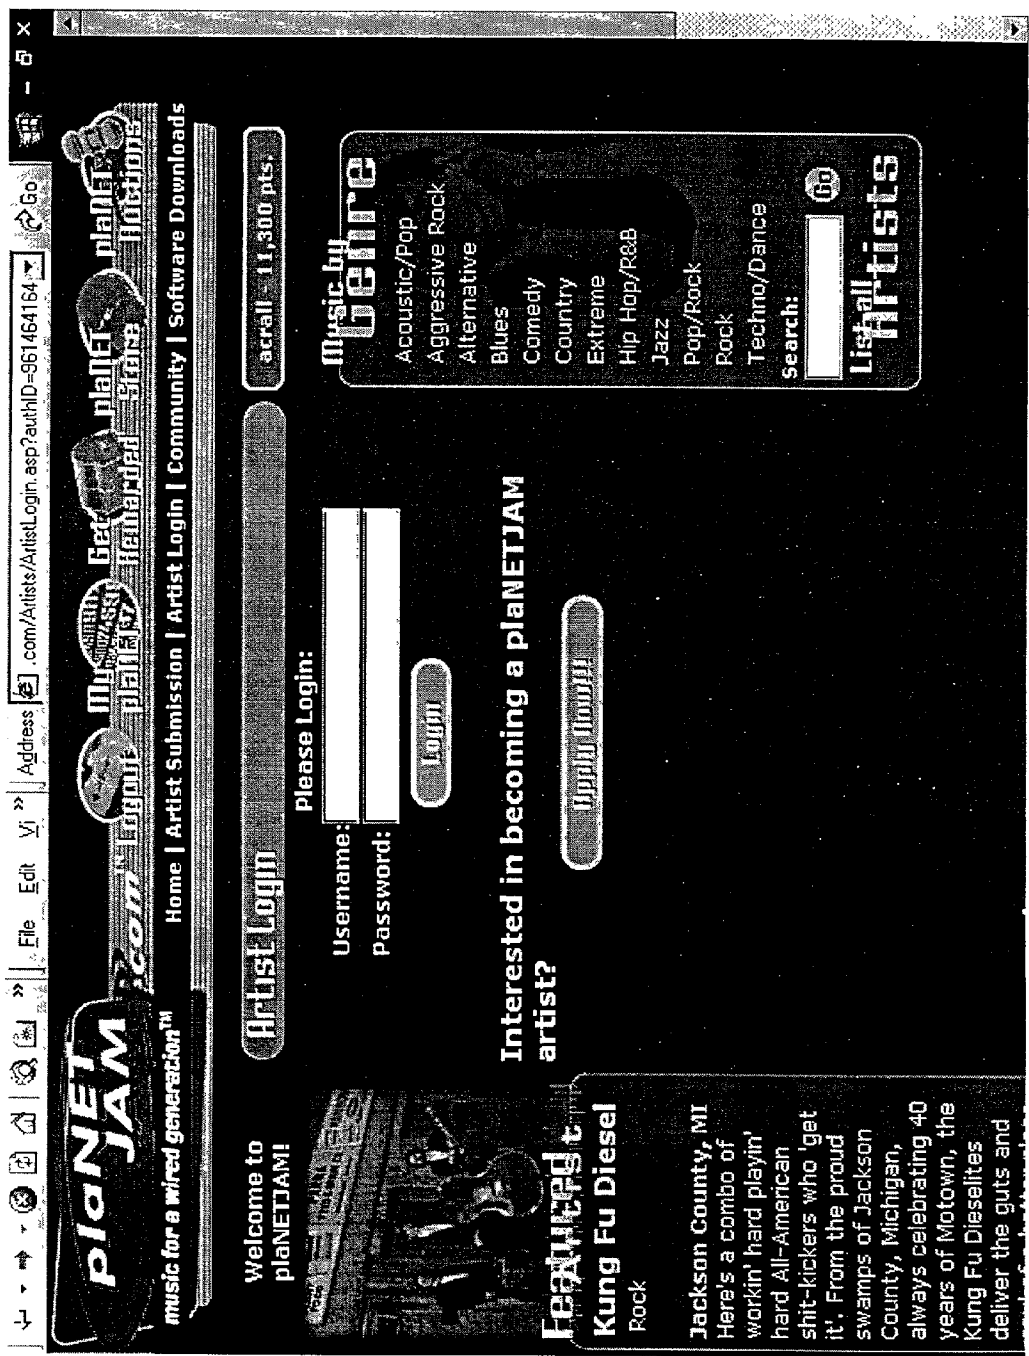 File Edit Vi » Address .com/Artists/ArtistLogin.asp?authID=961464164 Go
plaNET JAM .com™
Logout
My plaNET
Get Rewarded
plaNET Store
plaNET Auctions
music for a wired generation™
Home | Artist Submission | Artist Login | Community | Software Downloads
Welcome to
plaNETJAM!
Artist Login
acrall - 11,300 pts.
Please Login:
Username:
Password:
Login
Interested in becoming a plaNETJAM
artist?
Apply Now!!
Featured
Artist
Kung Fu Diesel
Rock
Jackson County, MI
Here's a combo of
workin' hard playin'
hard All-American
shit-kickers who 'get
it'. From the proud
swamps of Jackson
County, Michigan,
always celebrating 40
years of Motown, the
Kung Fu Dieselites
deliver the guts and
Music by
Genre
Acoustic/Pop
Aggressive Rock
Alternative
Blues
Comedy
Country
Extreme
Hip Hop/R&B
Jazz
Pop/Rock
Rock
Techno/Dance
Search:
Go
List all
Artists